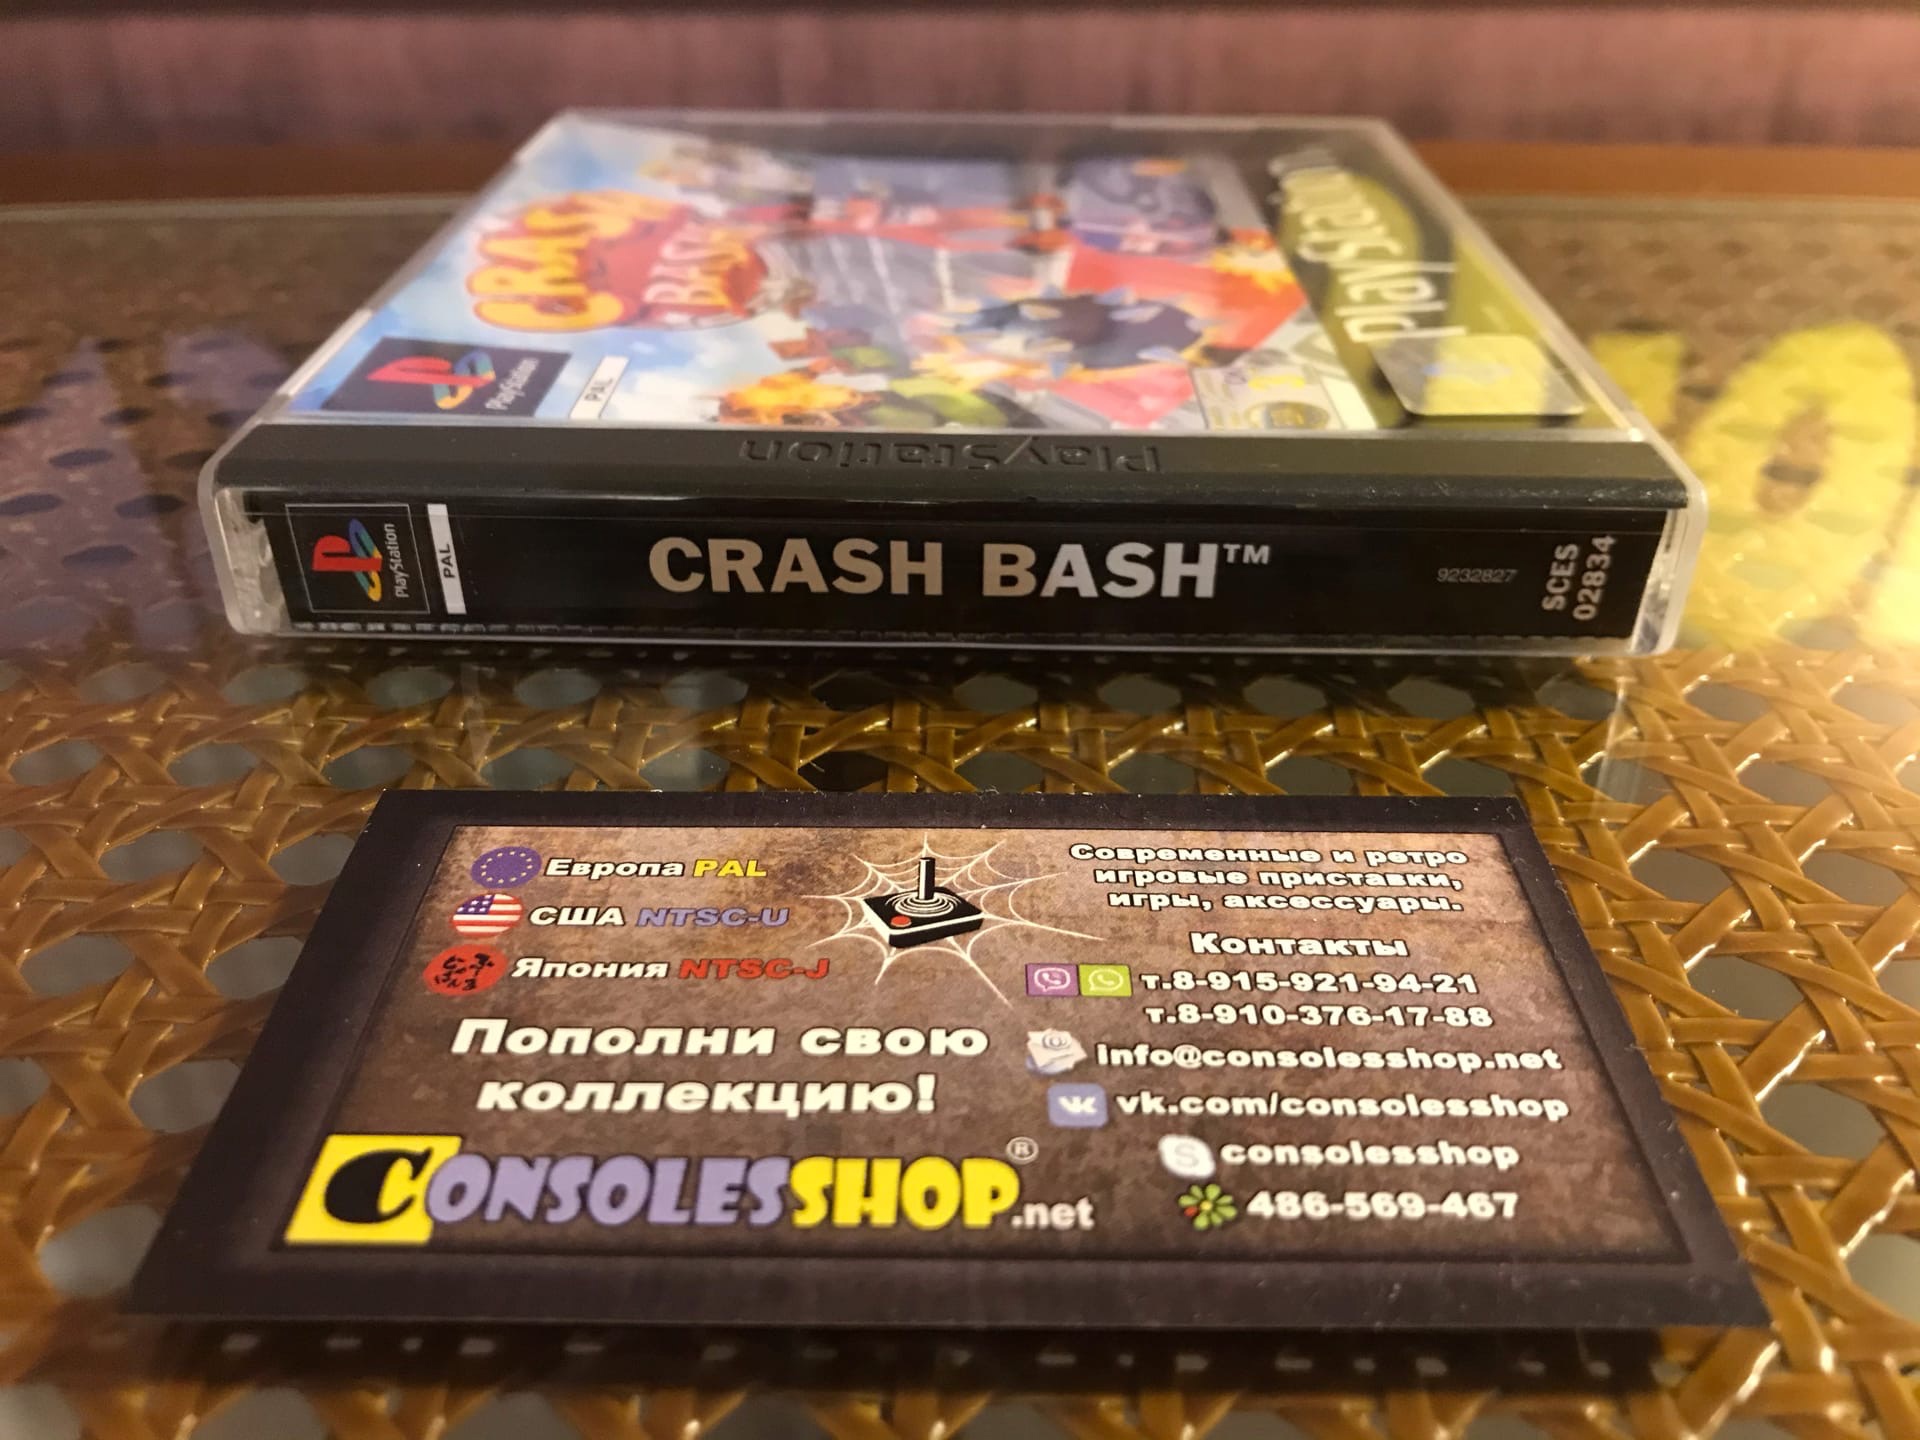 CRASH
BASH
PlayStation
PlayStation
PAL
PlayStation
PlayStation
PAL
CRASH BASH™
9232827
SCES
02834
Европа PAL
США NTSC-U
Япония NTSC-J
Пополни свою
коллекцию!
CONSOLESSHOP.net®
Современные и ретро
игровые приставки,
игры, аксессуары.
Контакты
т.8-915-921-94-21
т.8-910-376-17-88
info@consolesshop.net
vk.com/consolesshop
consolesshop
486-569-467